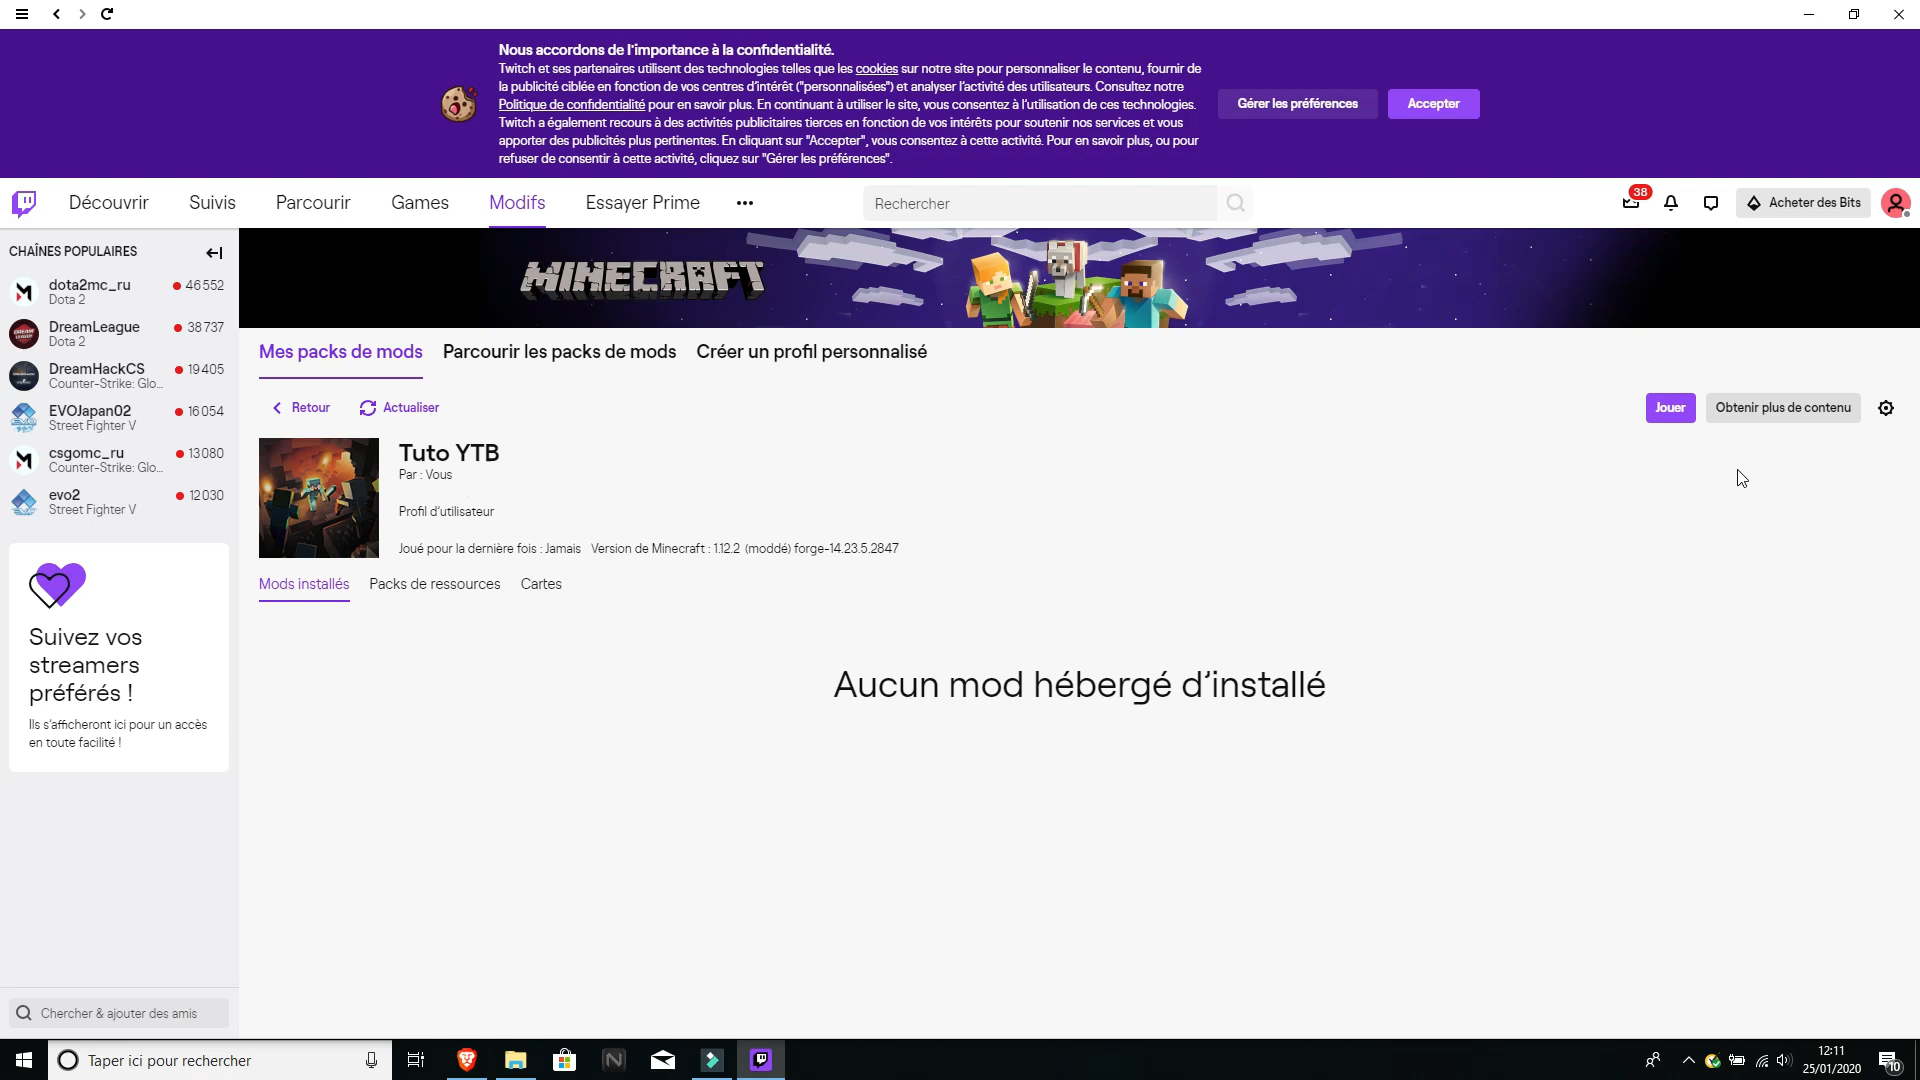 Nous accordons de l'importance à la confidentialité.
Twitch et ses partenaires utilisent des technologies telles que les cookies sur notre site pour personnaliser le contenu, fournir de
la publicité ciblée en fonction de vos centres d'intérêt ("personnalisées") et analyser l'activité des utilisateurs. Consultez notre
Politique de confidentialité pour en savoir plus. En continuant à utiliser le site, vous consentez à l'utilisation de ces technologies.
Twitch a également recours à des activités publicitaires tierces en fonction de vos intérêts pour soutenir nos services et vous
apporter des publicités plus pertinentes. En cliquant sur "Accepter", vous consentez à cette activité. Pour en savoir plus, ou pour
refuser de consentir à cette activité, cliquez sur "Gérer les préférences".
Gérer les préférences
Accepter
Découvrir
Suivis
Parcourir
Games
Modifs
Essayer Prime
Rechercher
38
Acheter des Bits
CHAÎNES POPULAIRES
dota2mc_ru 46 552
Dota 2
DreamLeague 38 737
Dota 2
DreamHackCS 19 405
Counter-Strike: Glo...
EVOJapan02 16 054
Street Fighter V
csgomc_ru 13 080
Counter-Strike: Glo...
evo2 12 030
Street Fighter V
Suivez vos
streamers
préférés !
Ils s'afficheront ici pour un accès
en toute facilité !
Chercher & ajouter des amis
MINECRAFT
Mes packs de mods
Parcourir les packs de mods
Créer un profil personnalisé
Retour
Actualiser
Jouer
Obtenir plus de contenu
Tuto YTB
Par : Vous
Profil d'utilisateur
Joué pour la dernière fois : Jamais Version de Minecraft : 1.12.2 (moddé) forge-14.23.5.2847
Mods installés
Packs de ressources
Cartes
Aucun mod hébergé d'installé
Taper ici pour rechercher
12:11
25/01/2020
10